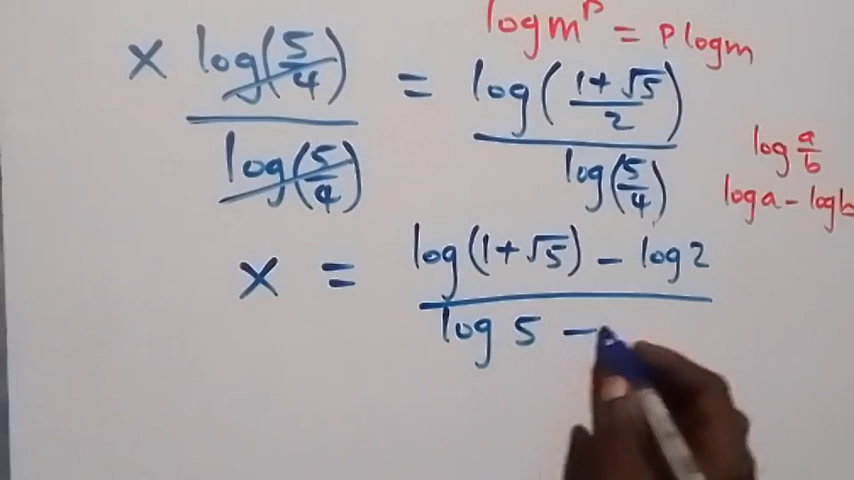 log m^p = p log m
x log(5/4) / log(5/4) = log((1+√5)/2) / log(5/4)
log a/b
log a - log b
x = (log(1+√5) - log 2) / (log 5 -